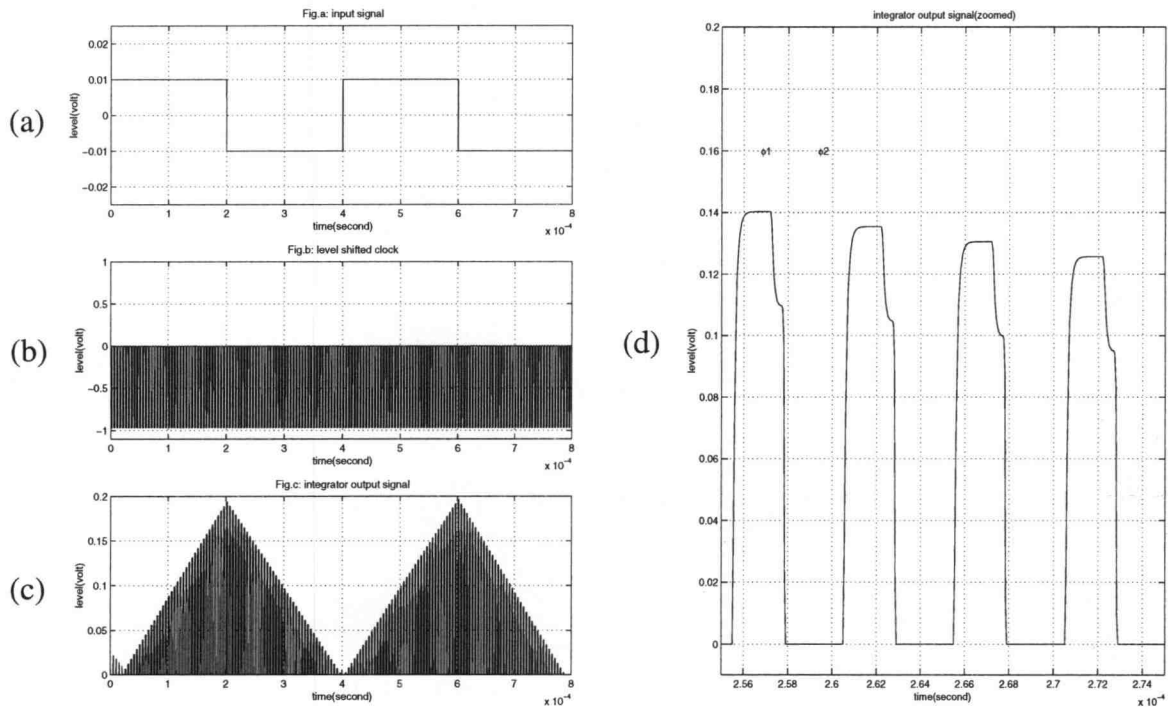 Fig.a: input signal
(a)
level(volt)
0.02
0.01
0
−0.01
−0.02
0 1 2 3 4 5 6 7 8
time(second)
x 10⁻⁴
Fig.b: level shifted clock
(b)
level(volt)
1
0.5
0
−0.5
−1
0 1 2 3 4 5 6 7 8
time(second)
x 10⁻⁴
Fig.c: integrator output signal
(c)
level(volt)
0.2
0.15
0.1
0.05
0
0 1 2 3 4 5 6 7 8
time(second)
x 10⁻⁴
integrator output signal(zoomed)
(d)
level(volt)
0.2
0.18
0.16
ϕ1 ϕ2
0.14
0.12
0.1
0.08
0.06
0.04
0.02
0
2.56 2.58 2.6 2.62 2.64 2.66 2.68 2.7 2.72 2.74
time(second)
x 10⁻⁴